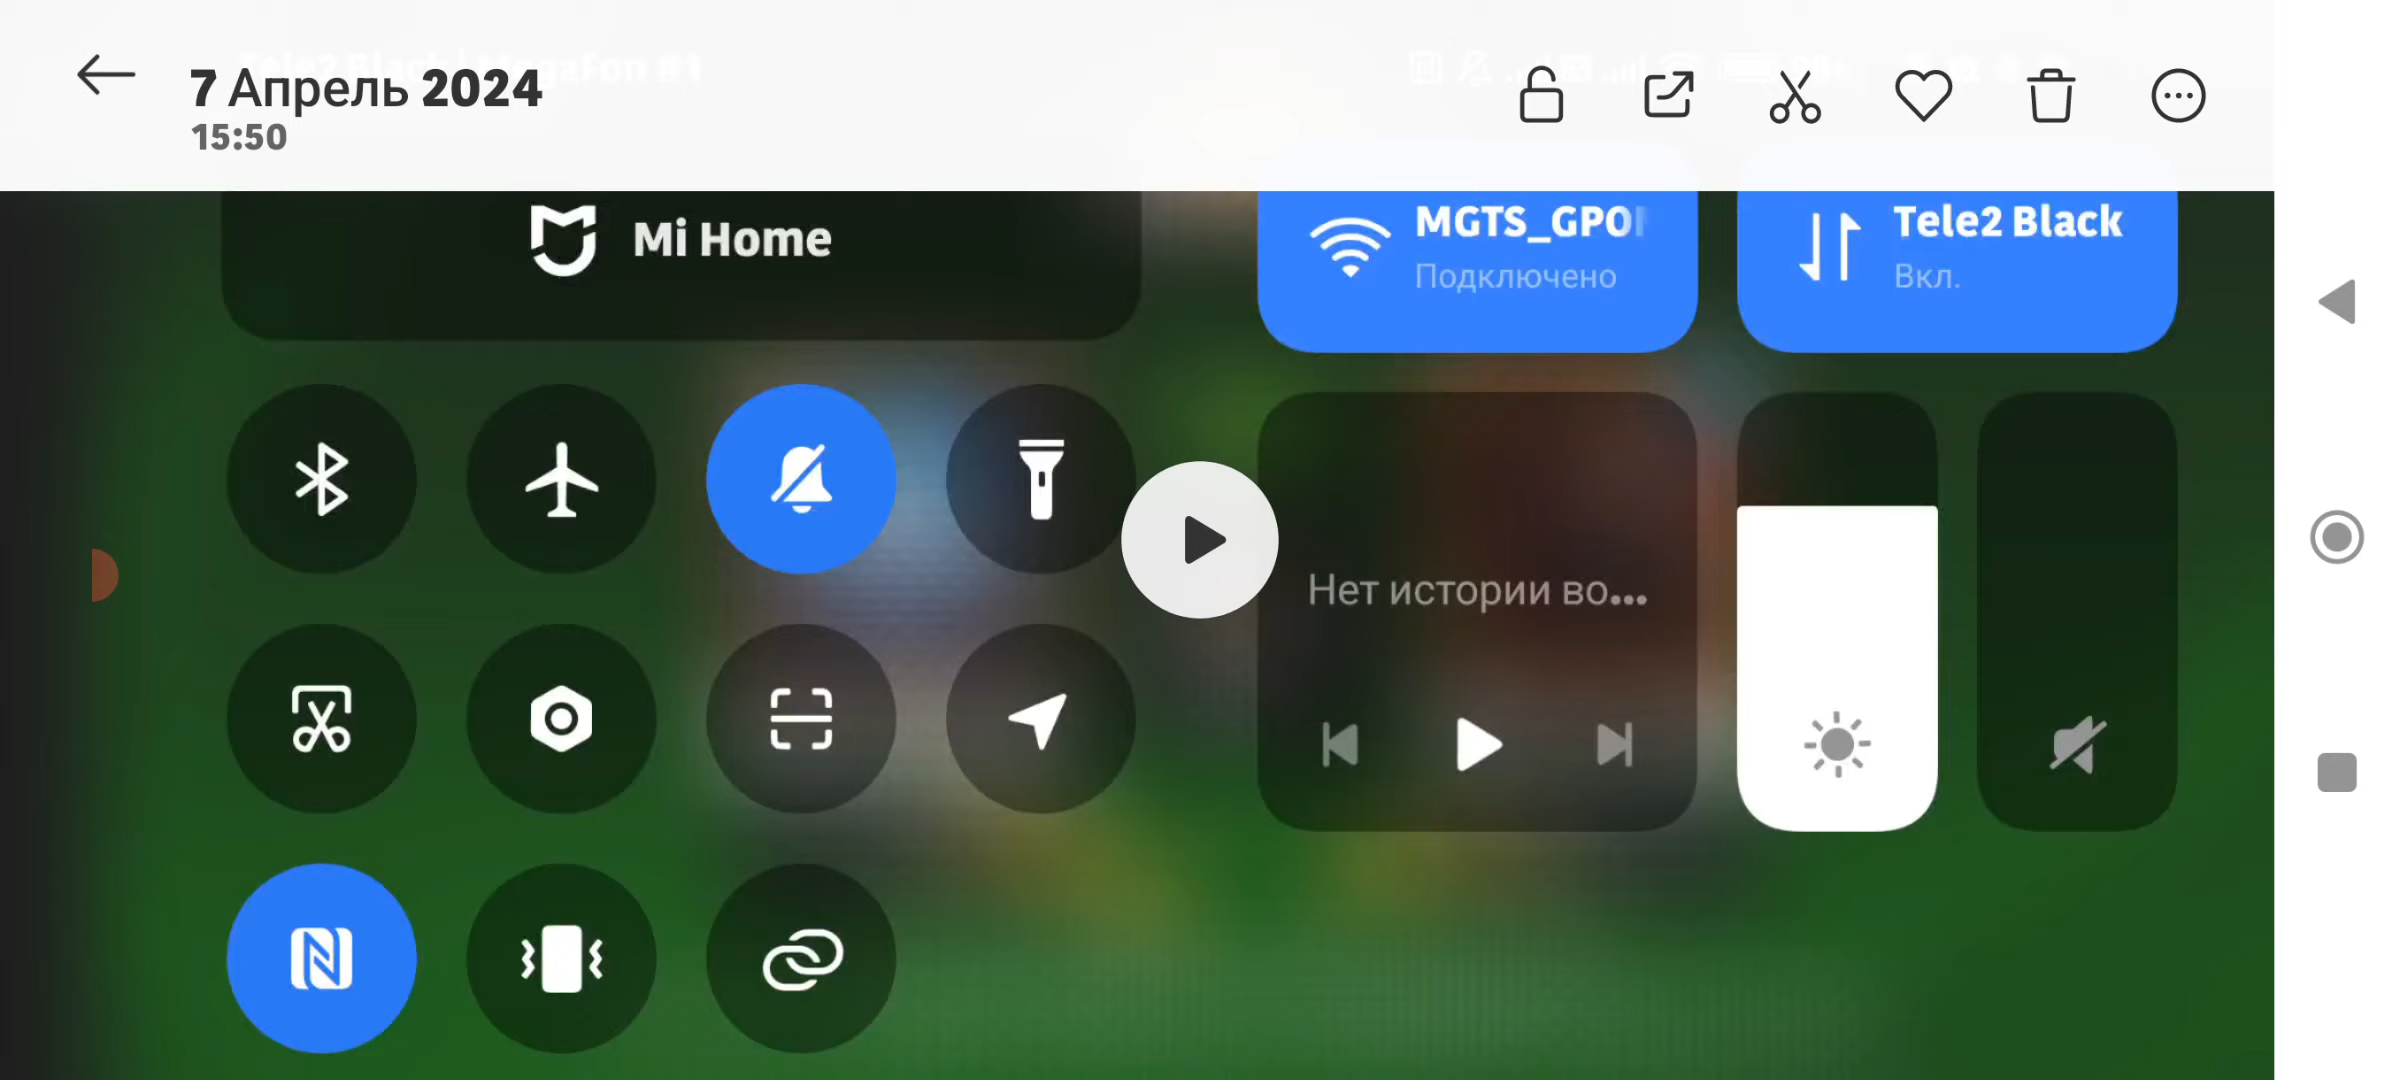 7 Апрель 2024
15:50
Mi Home
MGTS_GPO
Подключено
Tele2 Black
Вкл.
Нет истории во...